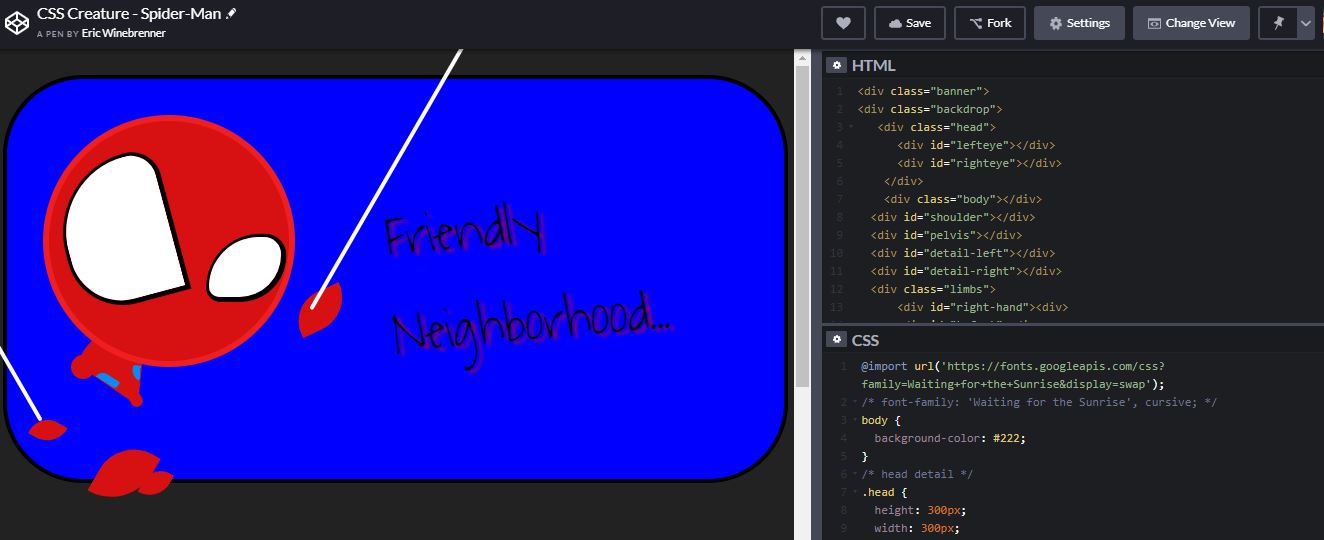 CSS Creature - Spider-Man
A PEN BY Eric Winebrenner
Save
Fork
Settings
Change View
Friendly
Neighborhood...
HTML
1 <div class="banner">
2 <div class="backdrop">
3 <div class="head">
4 <div id="lefteye"></div>
5 <div id="righteye"></div>
6 </div>
7 <div class="body"></div>
8 <div id="shoulder"></div>
9 <div id="pelvis"></div>
10 <div id="detail-left"></div>
11 <div id="detail-right"></div>
12 <div class="limbs">
13 <div id="right-hand"><div>
CSS
1 @import url('https://fonts.googleapis.com/css?
family=Waiting+for+the+Sunrise&display=swap');
2 /* font-family: 'Waiting for the Sunrise', cursive; */
3 body {
4 background-color: #222;
5 }
6 /* head detail */
7 .head {
8 height: 300px;
9 width: 300px;